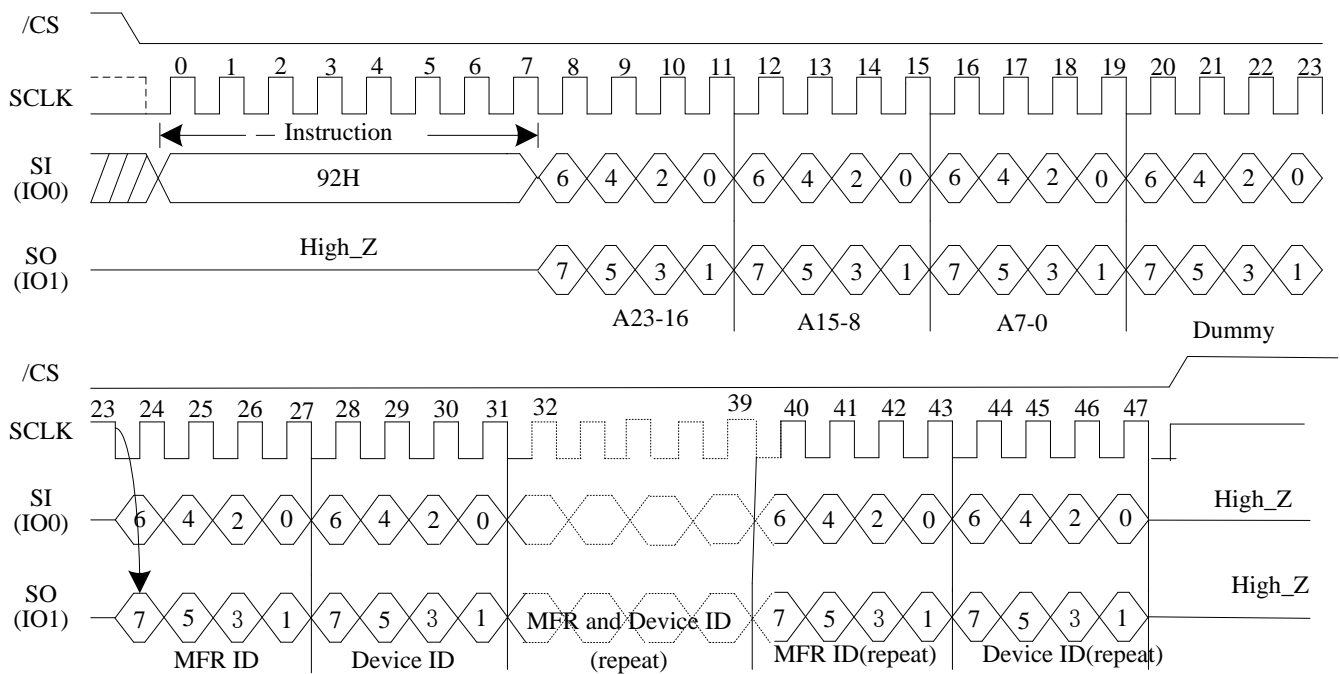 /CS
0 1 2 3 4 5 6 7 8 9 10 11 12 13 14 15 16 17 18 19 20 21 22 23
SCLK
Instruction
SI
(IO0)
92H
6 4 2 0 6 4 2 0 6 4 2 0 6 4 2 0
High_Z
SO
(IO1)
7 5 3 1 7 5 3 1 7 5 3 1 7 5 3 1
A23-16 A15-8 A7-0 Dummy
/CS
23 24 25 26 27 28 29 30 31 32 39 40 41 42 43 44 45 46 47
SCLK
SI
(IO0)
6 4 2 0 6 4 2 0 6 4 2 0 6 4 2 0
High_Z
SO
(IO1)
7 5 3 1 7 5 3 1 MFR and Device ID 7 5 3 1 7 5 3 1
High_Z
MFR ID Device ID (repeat) MFR ID(repeat) Device ID(repeat)